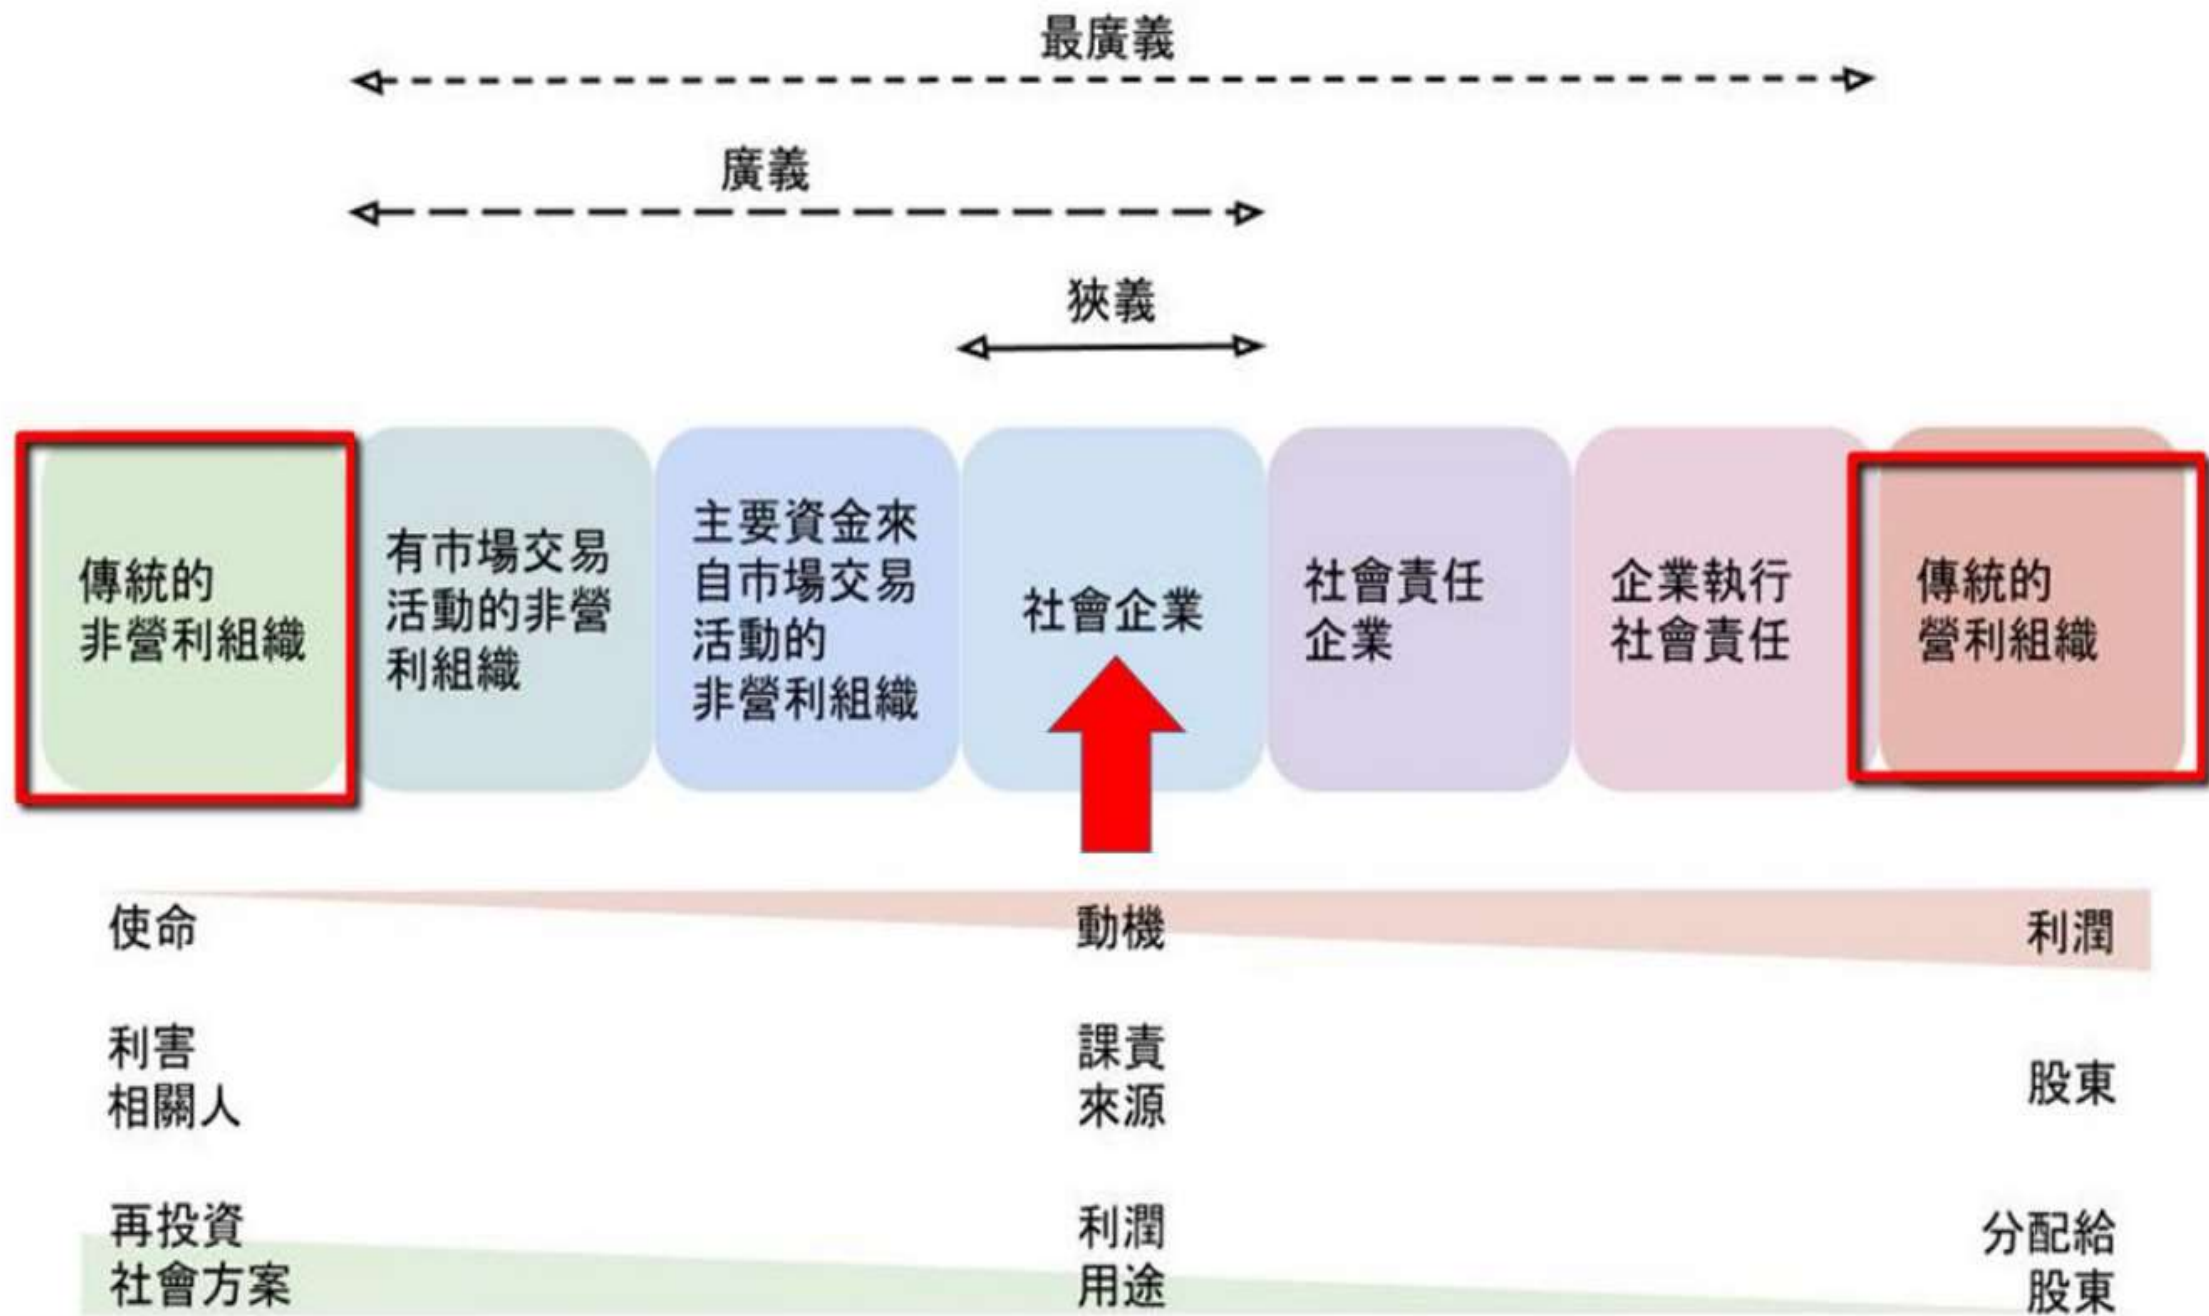 最廣義
廣義
狹義
傳統的
非營利組織
有市場交易
活動的非營
利組織
主要資金來
自市場交易
活動的
非營利組織
社會企業
社會責任
企業
企業執行
社會責任
傳統的
營利組織
使命
動機
利潤
利害
相關人
課責
來源
股東
再投資
社會方案
利潤
用途
分配給
股東